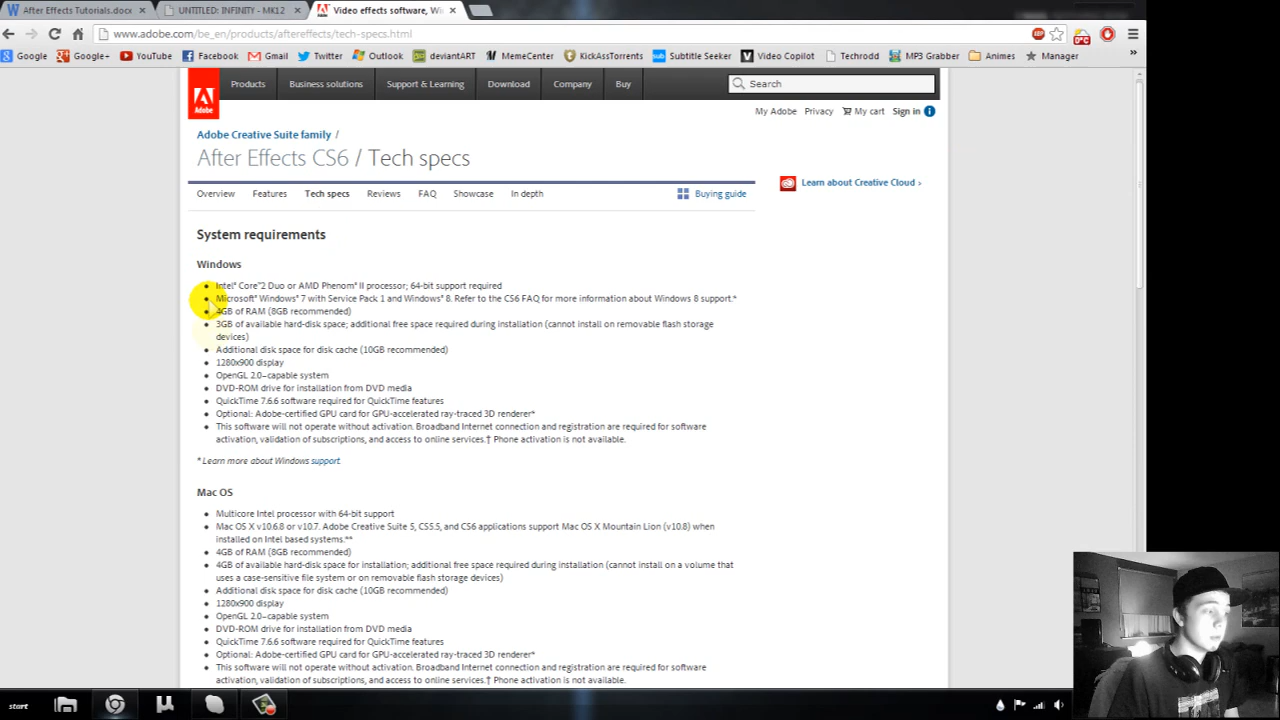 After Effects Tutorials.docx
UNTITLED: INFINITY - MK12
Video effects software, Wi
www.adobe.com/be_en/products/aftereffects/tech-specs.html
Google
Google+
YouTube
Facebook
Gmail
Twitter
Outlook
deviantART
MemeCenter
KickAssTorrents
Subtitle Seeker
Video Copilot
Techrodd
MP3 Grabber
Animes
Manager
Adobe
Products
Business solutions
Support & Learning
Download
Company
Buy
Search
My Adobe
Privacy
My cart
Sign in
Adobe Creative Suite family /
After Effects CS6 / Tech specs
Learn about Creative Cloud ›
Overview
Features
Tech specs
Reviews
FAQ
Showcase
In depth
Buying guide
System requirements
Windows
Intel® Core™2 Duo or AMD Phenom® II processor; 64-bit support required
Microsoft® Windows® 7 with Service Pack 1 and Windows® 8. Refer to the CS6 FAQ for more information about Windows 8 support.*
4GB of RAM (8GB recommended)
3GB of available hard-disk space; additional free space required during installation (cannot install on removable flash storage
devices)
Additional disk space for disk cache (10GB recommended)
1280x900 display
OpenGL 2.0–capable system
DVD-ROM drive for installation from DVD media
QuickTime 7.6.6 software required for QuickTime features
Optional: Adobe-certified GPU card for GPU-accelerated ray-traced 3D renderer*
This software will not operate without activation. Broadband Internet connection and registration are required for software
activation, validation of subscriptions, and access to online services.† Phone activation is not available.
* Learn more about Windows support.
Mac OS
Multicore Intel processor with 64-bit support
Mac OS X v10.6.8 or v10.7. Adobe Creative Suite 5, CS5.5, and CS6 applications support Mac OS X Mountain Lion (v10.8) when
installed on Intel based systems.**
4GB of RAM (8GB recommended)
4GB of available hard-disk space for installation; additional free space required during installation (cannot install on a volume that
uses a case-sensitive file system or on removable flash storage devices)
Additional disk space for disk cache (10GB recommended)
1280x900 display
OpenGL 2.0–capable system
DVD-ROM drive for installation from DVD media
QuickTime 7.6.6 software required for QuickTime features
Optional: Adobe-certified GPU card for GPU-accelerated ray-traced 3D renderer*
This software will not operate without activation. Broadband Internet connection and registration are required for software
activation, validation of subscriptions, and access to online services.† Phone activation is not available.
start